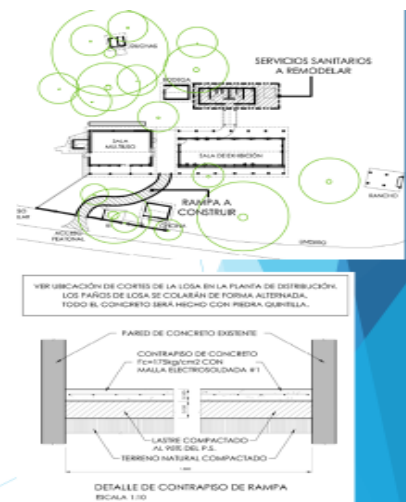 SERVICIOS SANITARIOS
A REMODELAR
BODEGA
SALA
MULTIUSO
SALA DE EXHIBICIÓN
RAMPA A
CONSTRUIR
RANCHO
OFICINA
ACCESO
PEATONAL
SENDERO
VER UBICACIÓN DE CORTES DE LA LOSA EN LA PLANTA DE DISTRIBUCIÓN.
LOS PAÑOS DE LOSA SE COLARÁN DE FORMA ALTERNADA.
TODO EL CONCRETO SERÁ HECHO CON PIEDRA QUINTILLA.
PARED DE CONCRETO EXISTENTE
CONTRAPISO DE CONCRETO
F'c=175kg/cm2 CON
MALLA ELECTROSOLDADA #1
LASTRE COMPACTADO
AL 95% DEL P.S.
TERRENO NATURAL COMPACTADO
DETALLE DE CONTRAPISO DE RAMPA
ESCALA 1:10